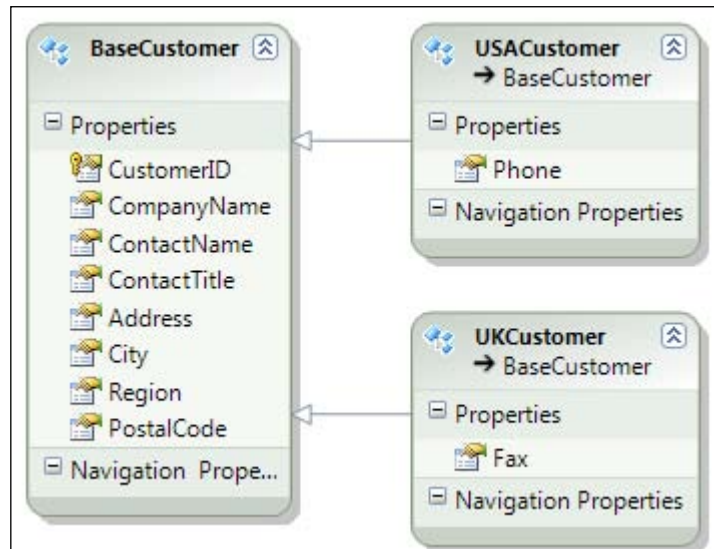 BaseCustomer
Properties
CustomerID
CompanyName
ContactName
ContactTitle
Address
City
Region
PostalCode
Navigation Prope...
USACustomer
→ BaseCustomer
Properties
Phone
Navigation Properties
UKCustomer
→ BaseCustomer
Properties
Fax
Navigation Properties